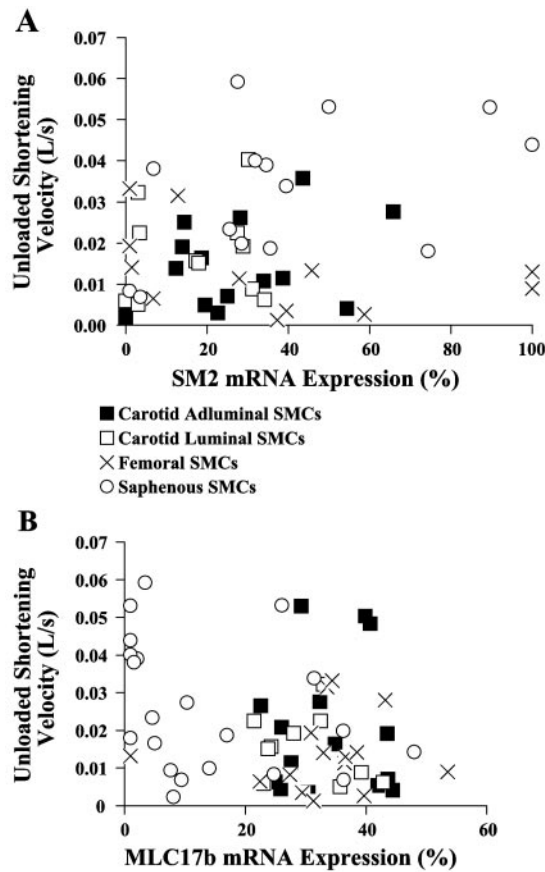 A
0.07
0.06
0.05
0.04
0.03
0.02
0.01
0.00
Unloaded Shortening
Velocity (L/s)
0 20 40 60 80 100
SM2 mRNA Expression (%)
Carotid Adluminal SMCs
Carotid Luminal SMCs
Femoral SMCs
Saphenous SMCs
B
0.07
0.06
0.05
0.04
0.03
0.02
0.01
0
Unloaded Shortening
Velocity (L/s)
0 20 40 60
MLC17b mRNA Expression (%)